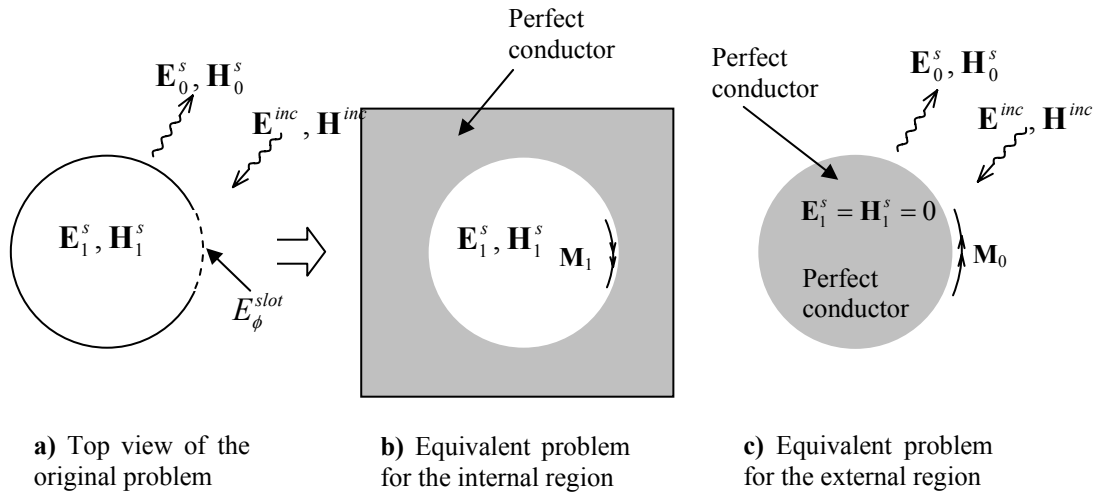 Perfect
conductor
Perfect
conductor
E₀ˢ, H₀ˢ
Eⁱⁿᶜ, Hⁱⁿᶜ
E₁ˢ, H₁ˢ
E_ϕ^{slot}
E₁ˢ, H₁ˢ
M₁
E₀ˢ, H₀ˢ
Eⁱⁿᶜ, Hⁱⁿᶜ
E₁ˢ = H₁ˢ = 0
M₀
Perfect
conductor
a) Top view of the
original problem
b) Equivalent problem
for the internal region
c) Equivalent problem
for the external region